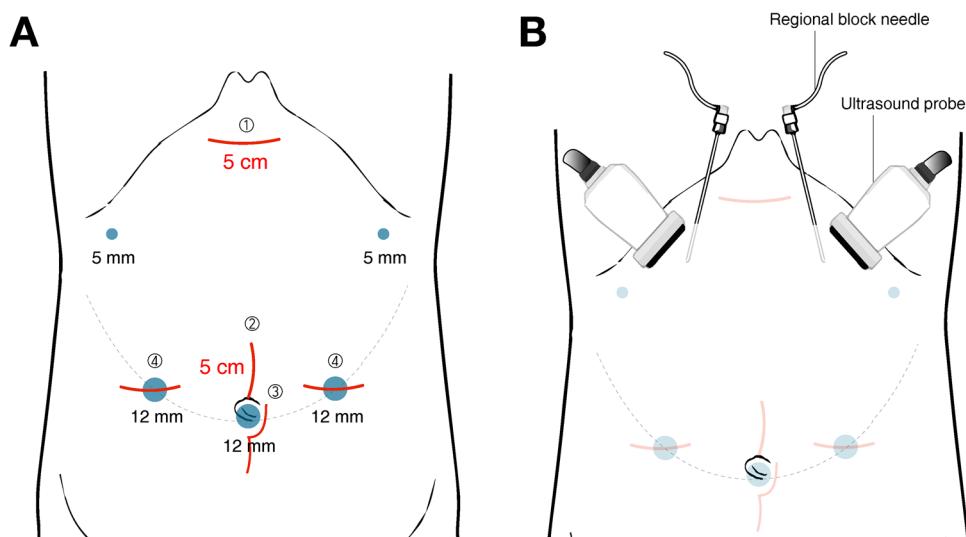 A
①
5 cm
5 mm
5 mm
②
④
5 cm
④
③
12 mm
12 mm
12 mm
B
Regional block needle
Ultrasound probe